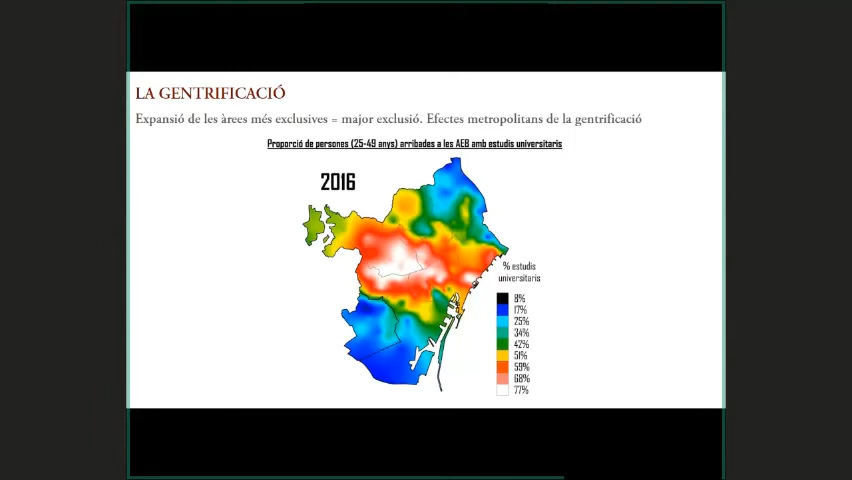 LA GENTRIFICACIÓ
Expansió de les àrees més exclusives = major exclusió. Efectes metropolitans de la gentrificació
Proporció de persones (25-49 anys) arribades a les AEB amb estudis universitaris
2016
% estudis
universitaris
8%
17%
25%
34%
42%
51%
59%
68%
77%